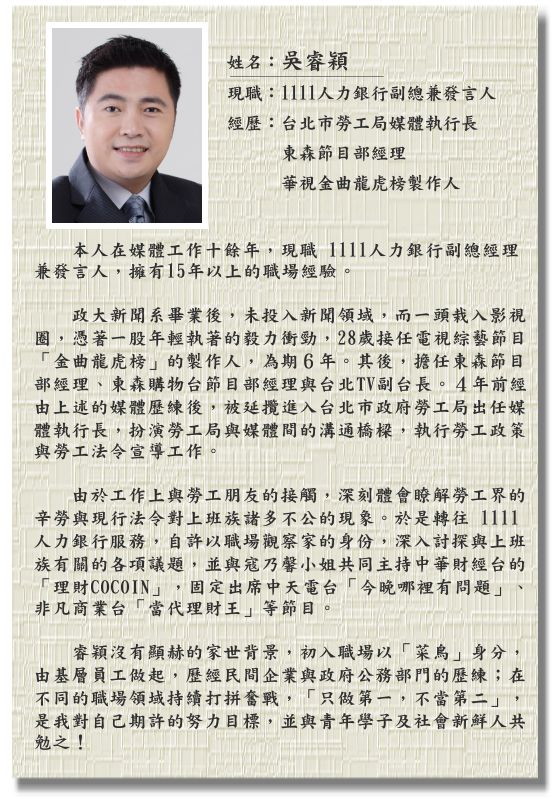 姓名：吳睿穎
現職：1111人力銀行副總兼發言人
經歷：台北市勞工局媒體執行長
東森節目部經理
華視金曲龍虎榜製作人
本人在媒體工作十餘年，現職 1111人力銀行副總經理
兼發言人，擁有15年以上的職場經驗。
政大新聞系畢業後，未投入新聞領域，而一頭栽入影視
圈，憑著一股年輕執著的毅力衝勁，28歲接任電視綜藝節目
「金曲龍虎榜」的製作人，為期６年。其後，擔任東森節目
部經理、東森購物台節目部經理與台北TV副台長。４年前經
由上述的媒體歷練後，被延攬進入台北市政府勞工局出任媒
體執行長，扮演勞工局與媒體間的溝通橋樑，執行勞工政策
與勞工法令宣導工作。
由於工作上與勞工朋友的接觸，深刻體會瞭解勞工界的
辛勞與現行法令對上班族諸多不公的現象。於是轉往 1111
人力銀行服務，自許以職場觀察家的身份，深入討探與上班
族有關的各項議題，並與寇乃馨小姐共同主持中華財經台的
「理財COCOIN」，固定出席中天電台「今晚哪裡有問題」、
非凡商業台「當代理財王」等節目。
睿穎沒有顯赫的家世背景，初入職場以「菜鳥」身分，
由基層員工做起，歷經民間企業與政府公務部門的歷練；在
不同的職場領域持續打拼奮戰，「只做第一，不當第二」，
是我對自己期許的努力目標，並與青年學子及社會新鮮人共
勉之！